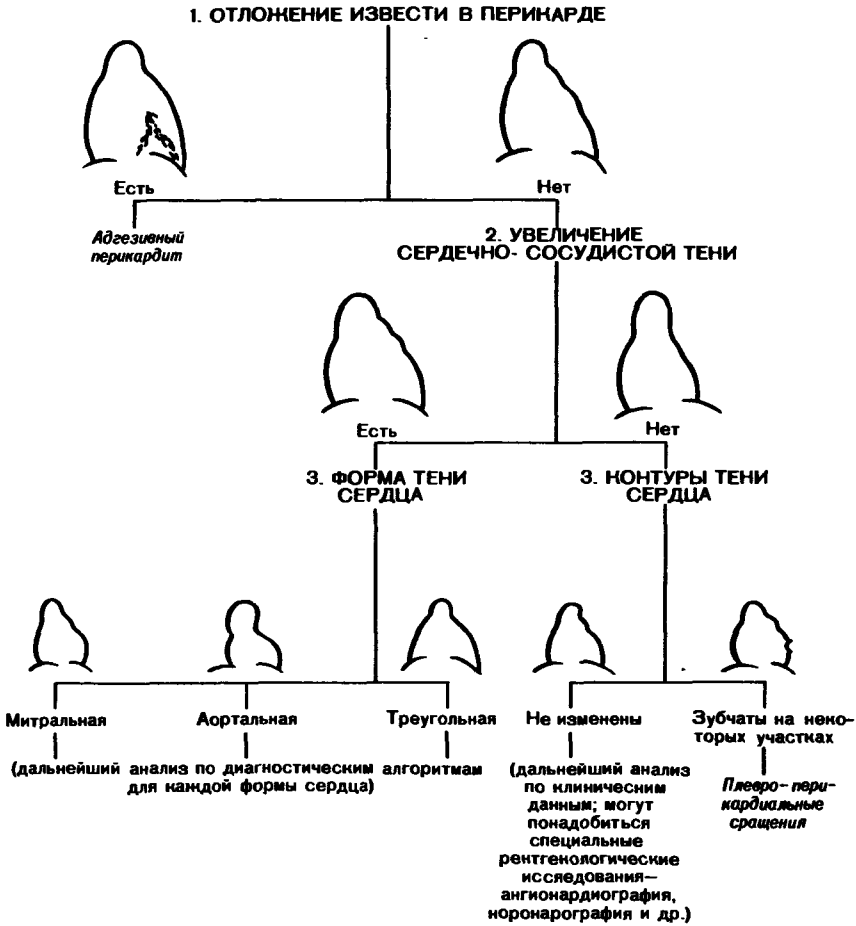 1. ОТЛОЖЕНИЕ ИЗВЕСТИ В ПЕРИКАРДЕ
Есть
Нет
Адгезивный
перикардит
2. УВЕЛИЧЕНИЕ
СЕРДЕЧНО- СОСУДИСТОЙ ТЕНИ
Есть
Нет
3. ФОРМА ТЕНИ
СЕРДЦА
3. КОНТУРЫ ТЕНИ
СЕРДЦА
Митральная
Аортальная
Треугольная
Не изменены
Зубчаты на неко-
торых участках
(дальнейший анализ по диагностическим алгоритмам
для каждой формы сердца)
(дальнейший анализ
по клиническим
данным; могут
понадобиться
специальные
рентгенологические
исследования—
ангионардиография,
норонарография и др.)
Плевро-пери-
кардиальные
сращения